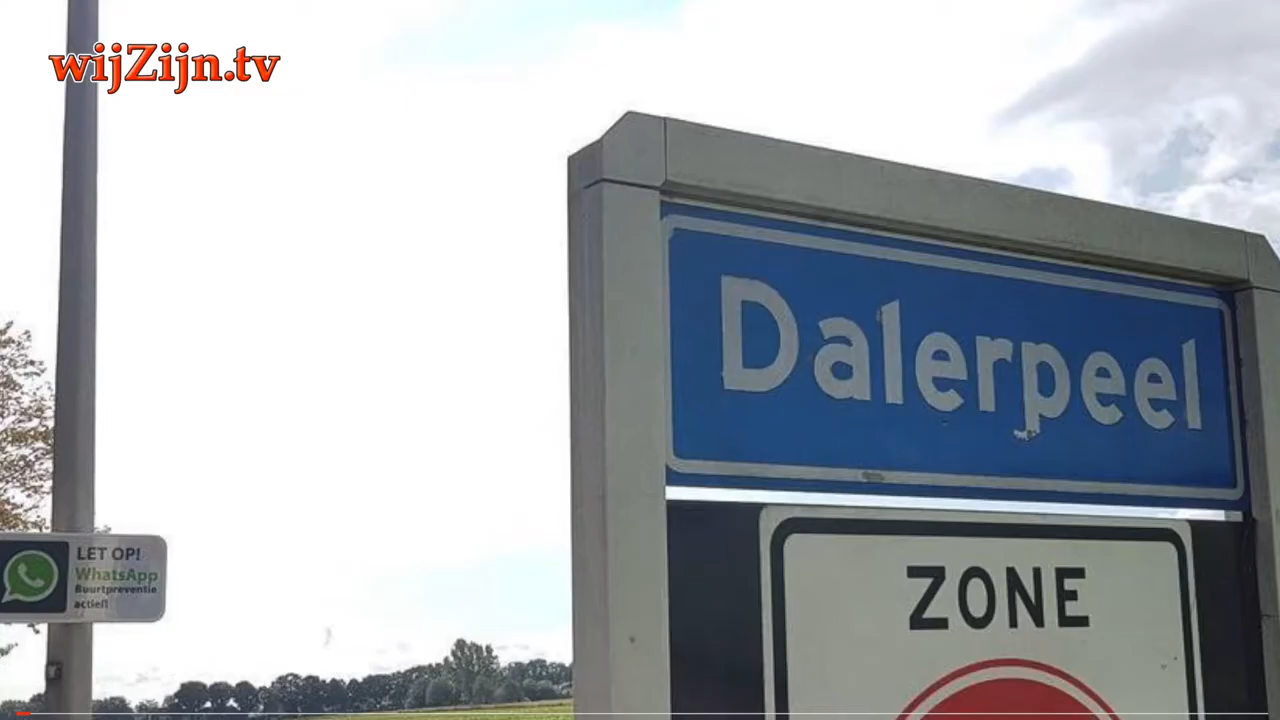 wijZijn.tv
Dalerpeel
ZONE
LET OP!
WhatsApp
Buurtpreventie
actief!